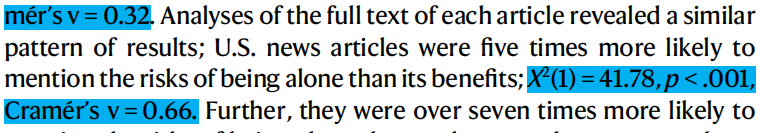 mér's v = 0.32. Analyses of the full text of each article revealed a similar
pattern of results; U.S. news articles were five times more likely to
mention the risks of being alone than its benefits; X²(1) = 41.78, p < .001,
Cramér's v = 0.66. Further, they were over seven times more likely to